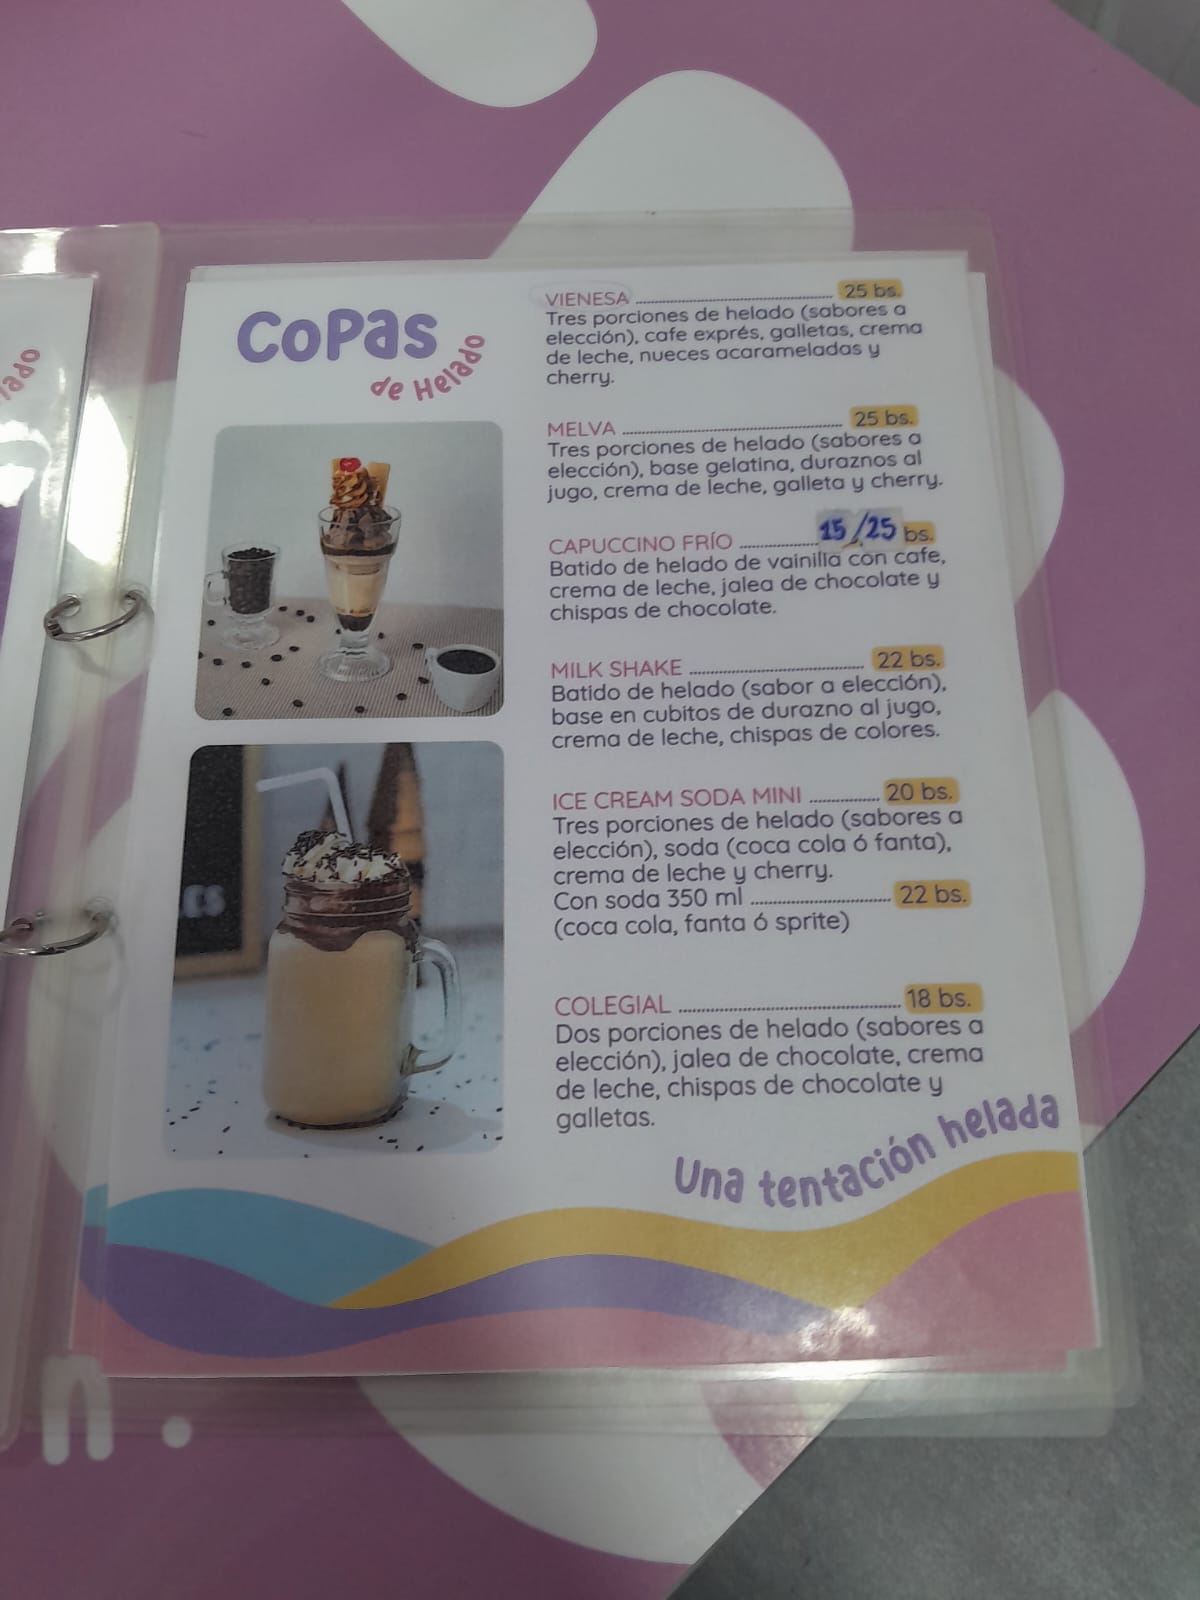 CoPas
de Helado
VIENESA ........ 25 bs.
Tres porciones de helado (sabores a
elección), cafe exprés, galletas, crema
de leche, nueces acarameladas y
cherry.
MELVA ........ 25 bs.
Tres porciones de helado (sabores a
elección), base gelatina, duraznos al
jugo, crema de leche, galleta y cherry.
CAPUCCINO FRÍO ........ 15/25 bs.
Batido de helado de vainilla con cafe,
crema de leche, jalea de chocolate y
chispas de chocolate.
MILK SHAKE ........ 22 bs.
Batido de helado (sabor a elección),
base en cubitos de durazno al jugo,
crema de leche, chispas de colores.
ICE CREAM SODA MINI ........ 20 bs.
Tres porciones de helado (sabores a
elección), soda (coca cola ó fanta),
crema de leche y cherry.
Con soda 350 ml ........ 22 bs.
(coca cola, fanta ó sprite)
COLEGIAL ........ 18 bs.
Dos porciones de helado (sabores a
elección), jalea de chocolate, crema
de leche, chispas de chocolate y
galletas.
Una tentación helada